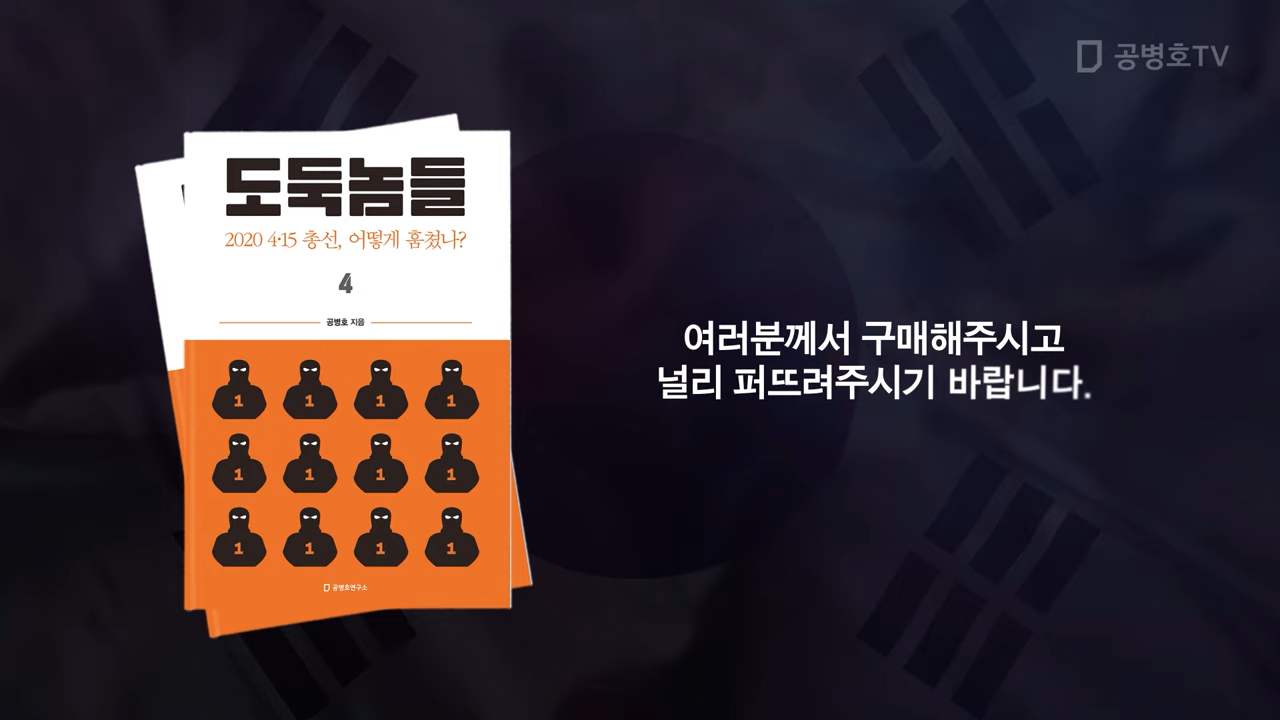 공병호TV
도둑놈들
2020 4·15 총선, 어떻게 훔쳤나?
4
공병호 지음
1 1 1 1
1 1 1 1
1 1 1 1
공병호연구소
여러분께서 구매해주시고
널리 퍼뜨려주시기 바랍니다.